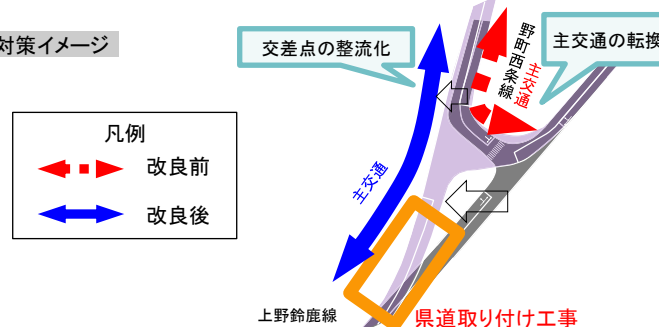 対策イメージ
交差点の整流化
主交通の転換
野町西条線
主交通
凡例
改良前
改良後
主交通
上野鈴鹿線
県道取り付け工事